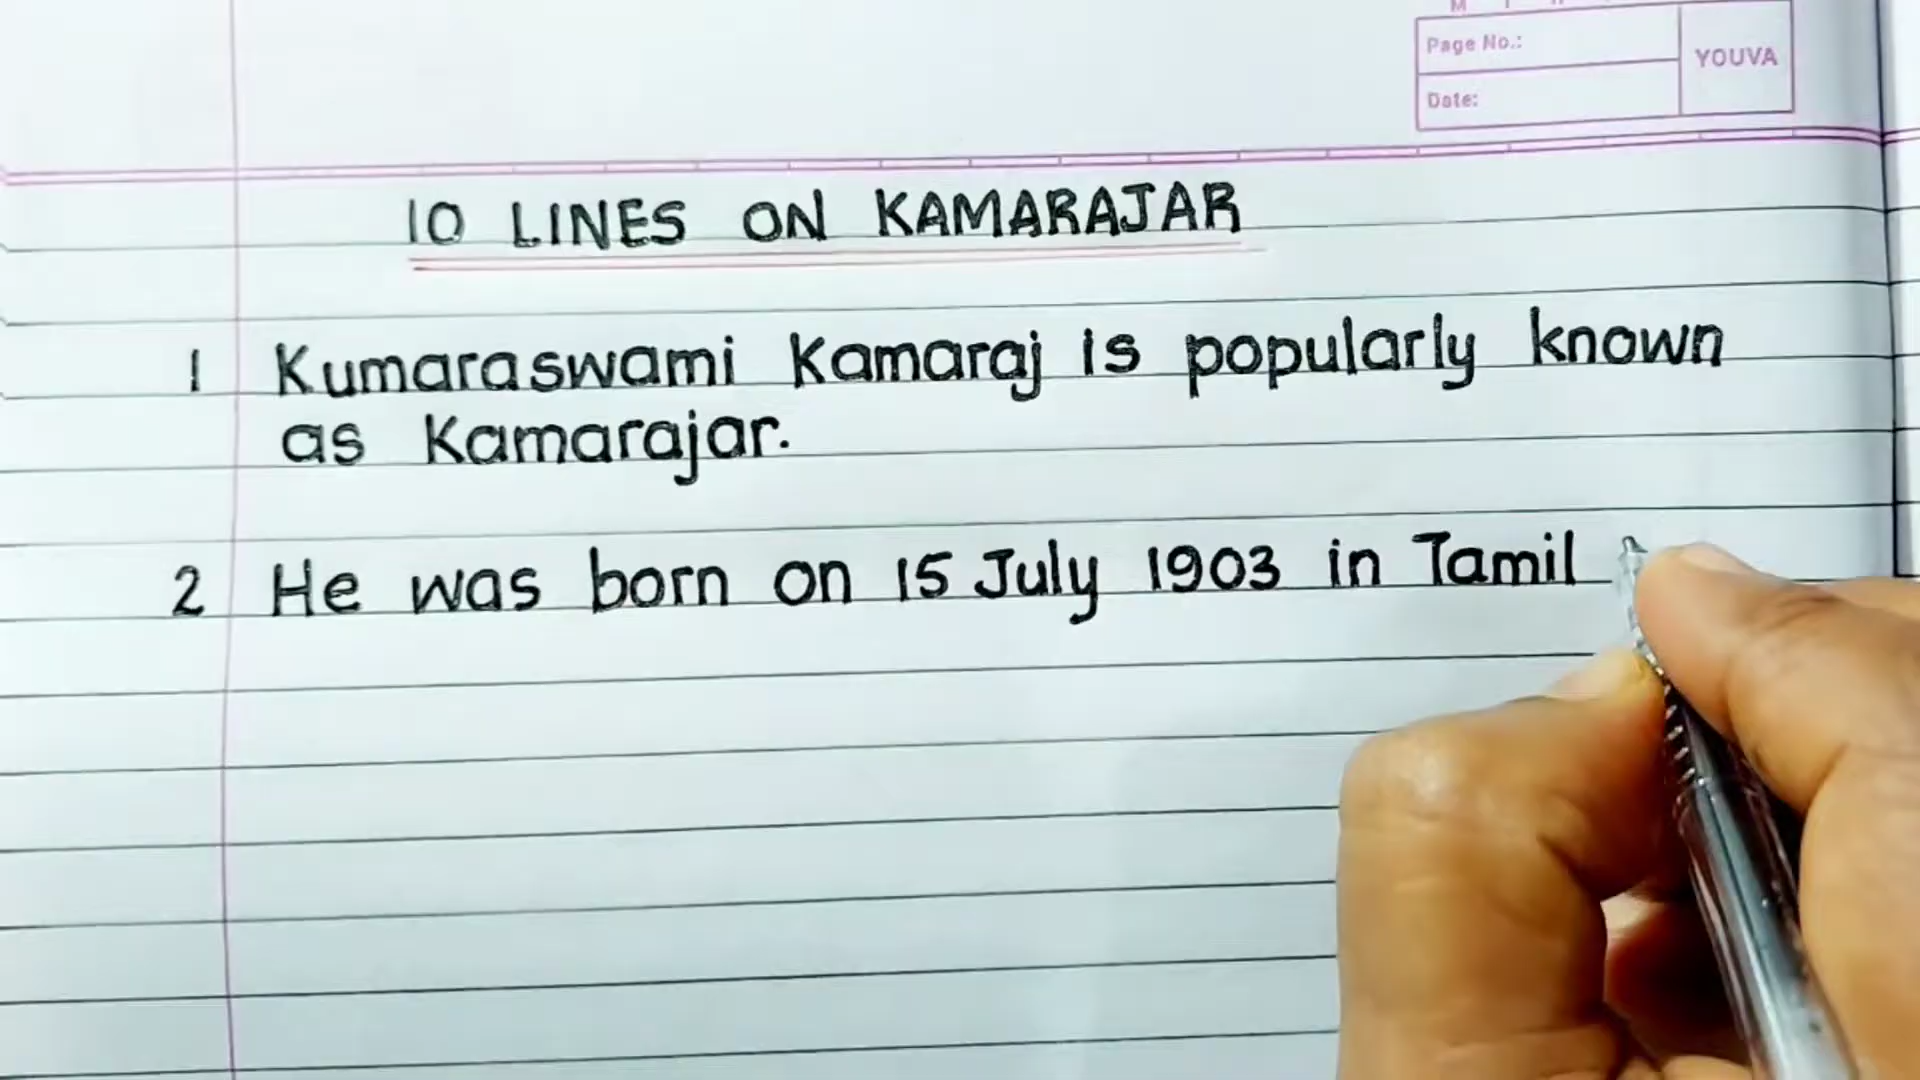 Page No.:
YOUVA
Date:
10 LINES ON KAMARAJAR
1 Kumaraswami Kamaraj is popularly known
as Kamarajar.
2 He was born on 15 July 1903 in Tamil